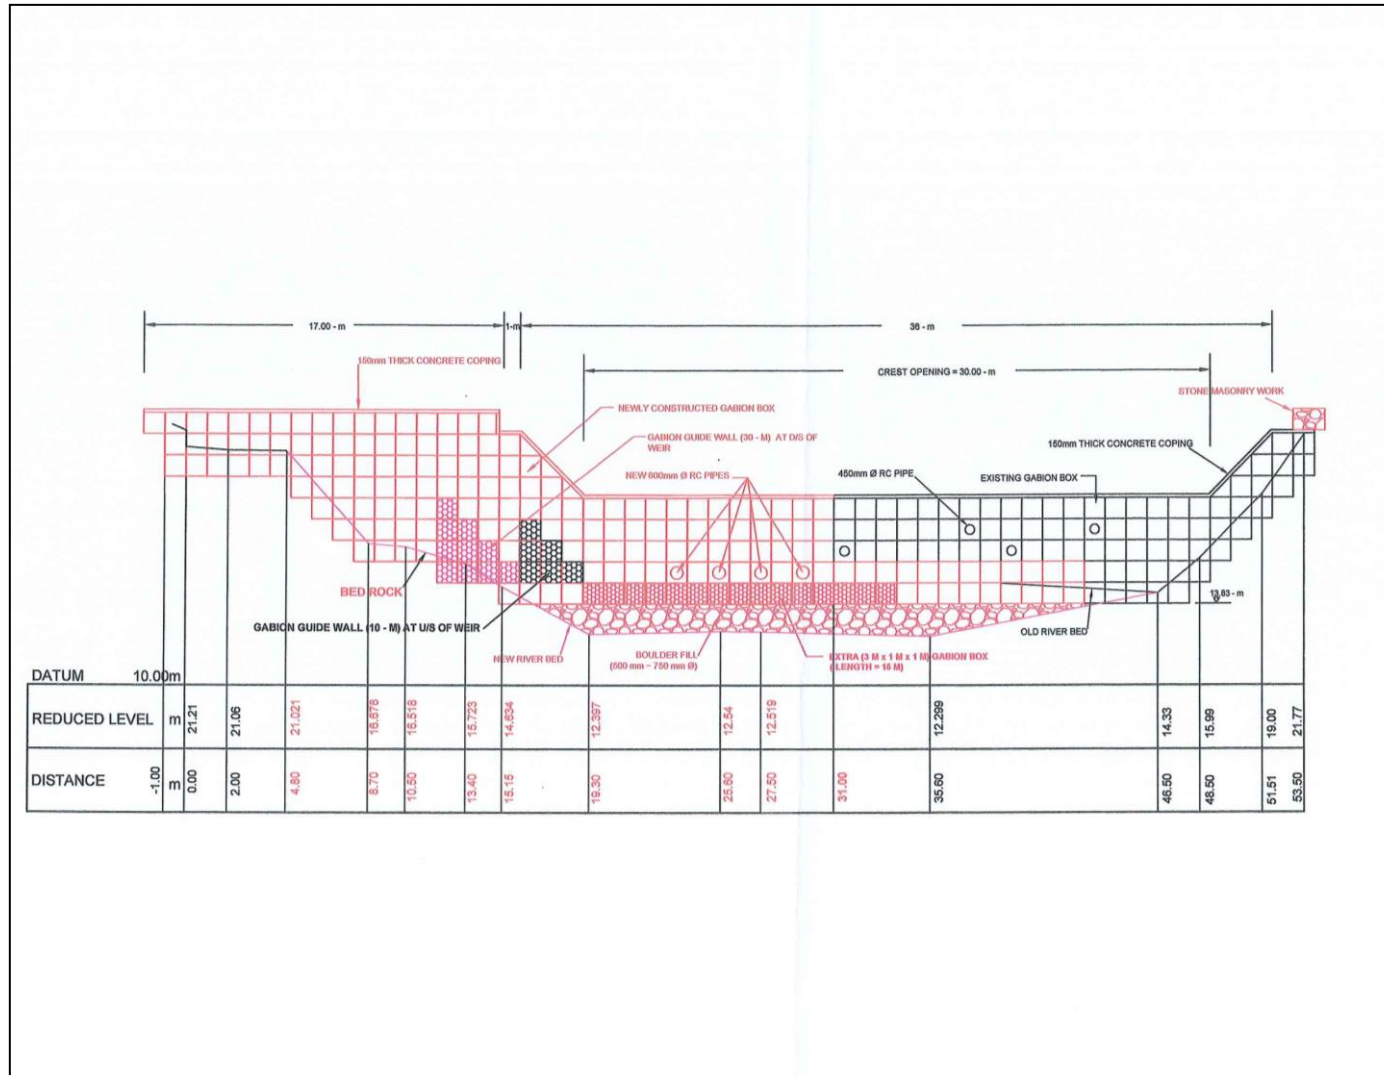 17.00 - m
1-m
36 - m
150mm THICK CONCRETE COPING
CREST OPENING = 30.00 - m
STONE MASONRY WORK
NEWLY CONSTRUCTED GABION BOX
GABION GUIDE WALL (30 - M) AT D/S OF
WEIR
150mm THICK CONCRETE COPING
NEW 600mm Ø RC PIPES
450mm Ø RC PIPE
EXISTING GABION BOX
BED ROCK
13.83 - m
GABION GUIDE WALL (10 - M) AT U/S OF WEIR
OLD RIVER BED
NEW RIVER BED
BOULDER FILL
(500 mm ~ 750 mm Ø)
EXTRA (3 M x 1 M x 1 M) GABION BOX
(LENGTH = 15 M)
DATUM 10.00m
REDUCED LEVEL m 21.21 21.06 21.021 16.678 16.518 15.723 14.634 12.397 12.54 12.519 12.299 14.33 15.99 19.00 21.77
DISTANCE -1.00 m 0.00 2.00 4.80 8.70 10.50 13.40 15.15 19.30 25.60 27.50 31.00 35.60 46.50 48.50 51.51 53.50